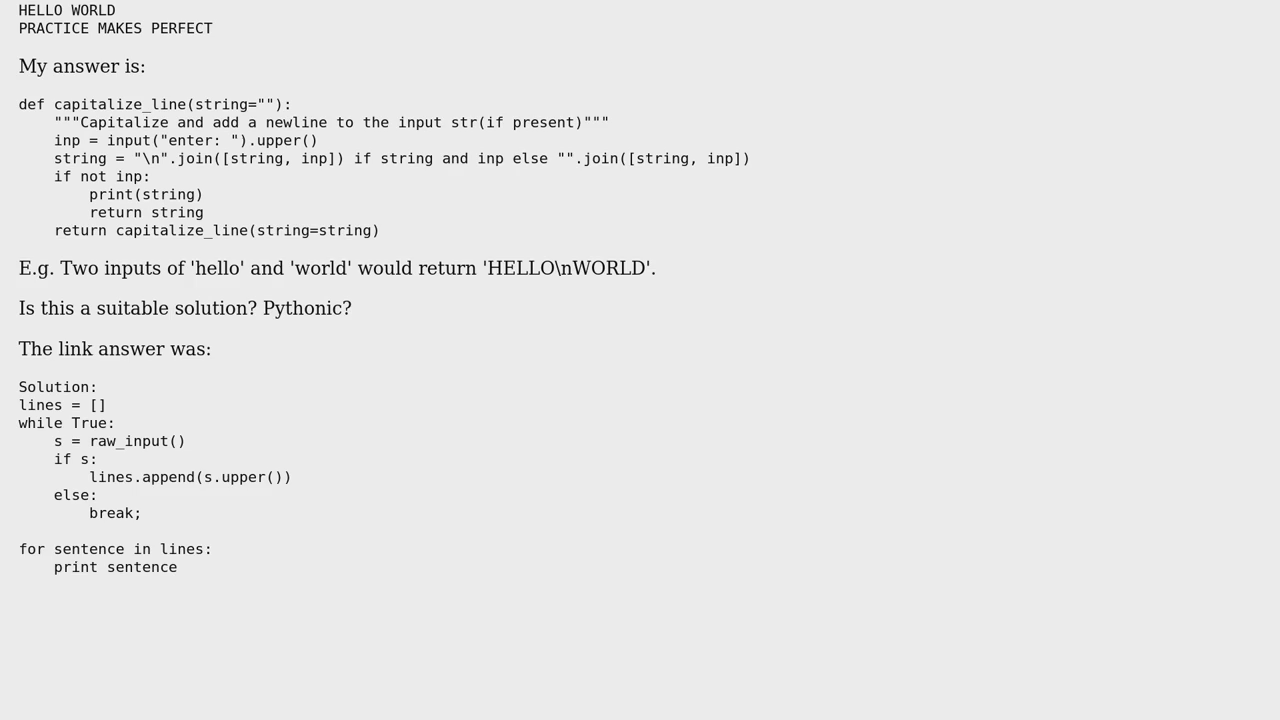 HELLO WORLD
PRACTICE MAKES PERFECT
My answer is:
def capitalize_line(string=""):
    """Capitalize and add a newline to the input str(if present)"""
    inp = input("enter: ").upper()
    string = "\n".join([string, inp]) if string and inp else "".join([string, inp])
    if not inp:
        print(string)
        return string
    return capitalize_line(string=string)
E.g. Two inputs of 'hello' and 'world' would return 'HELLO\nWORLD'.
Is this a suitable solution? Pythonic?
The link answer was:
Solution:
lines = []
while True:
    s = raw_input()
    if s:
        lines.append(s.upper())
    else:
        break;
for sentence in lines:
    print sentence